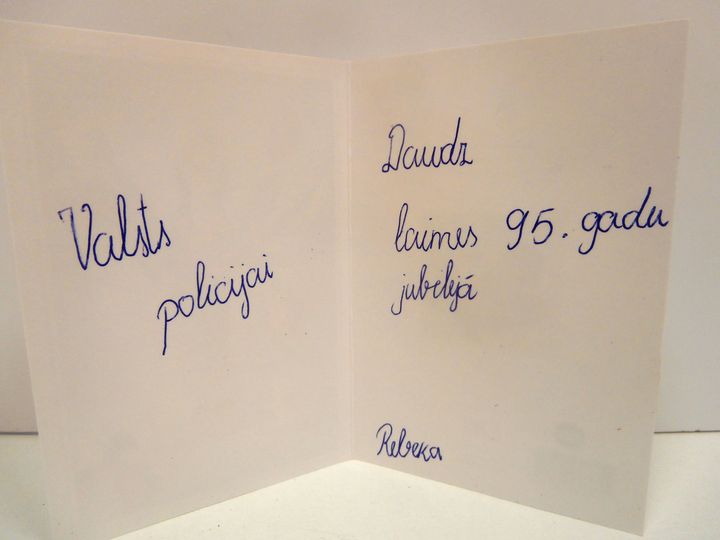 Valsts
policijai
Daudz
laimes 95. gadu
jubilejā
Rebeka